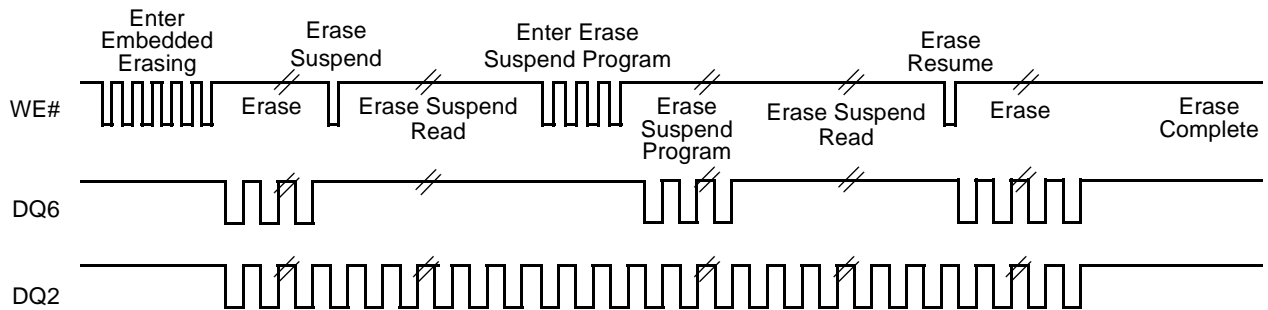 Enter
Embedded
Erasing
Erase
Suspend
Enter Erase
Suspend Program
Erase
Resume
WE#
Erase
Erase Suspend
Read
Erase
Suspend
Program
Erase Suspend
Read
Erase
Erase
Complete
DQ6
DQ2